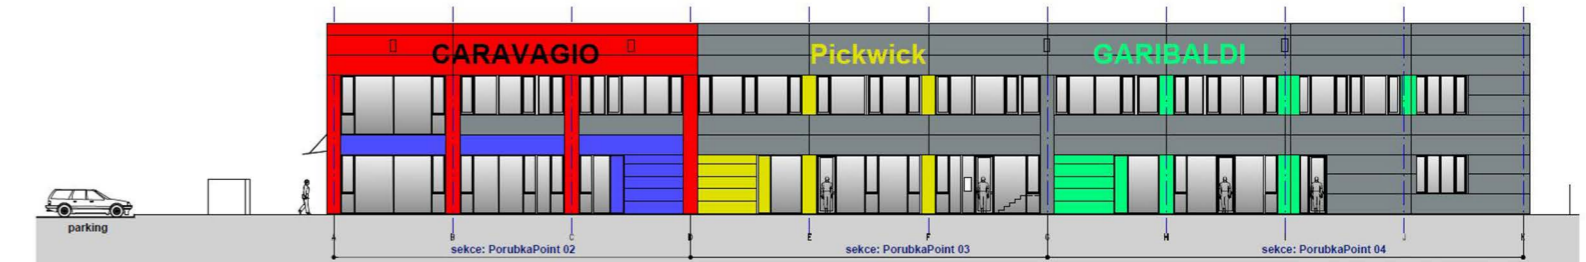 CARAVAGIO
Pickwick
GARIBALDI
parking
A B C D E F G H J K
sekce: PorubkaPoint 02
sekce: PorubkaPoint 03
sekce: PorubkaPoint 04